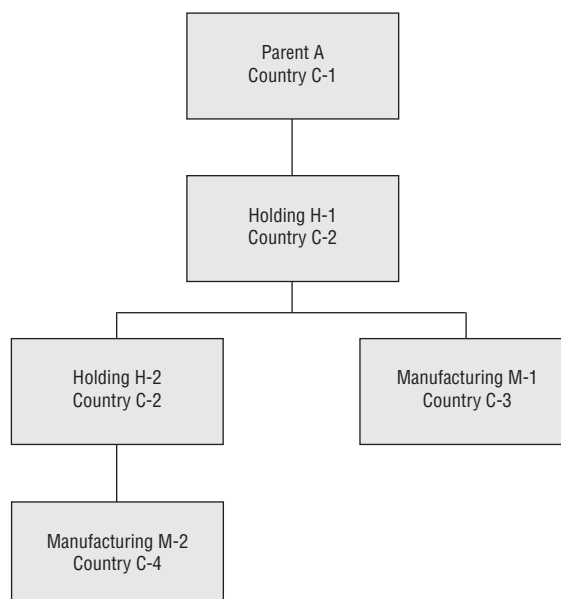 Parent A
Country C-1
Holding H-1
Country C-2
Holding H-2
Country C-2
Manufacturing M-1
Country C-3
Manufacturing M-2
Country C-4